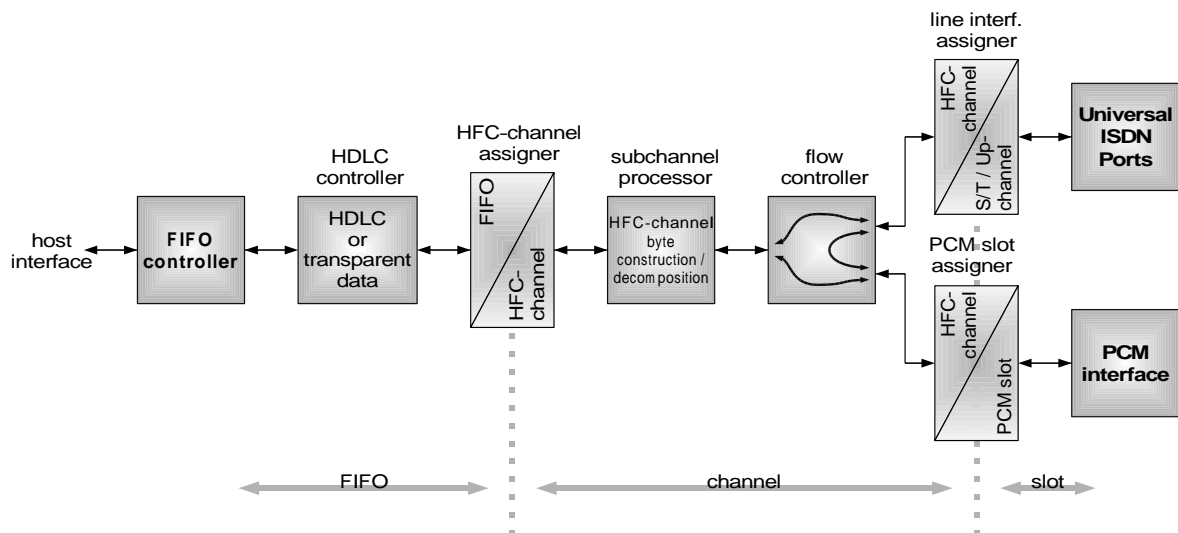 host
interface
FIFO
controller
HDLC
controller
HDLC
or
transparent
data
HFC-channel
assigner
FIFO
HFC-
channel
subchannel
processor
HFC-channel
byte
construction /
decomposition
flow
controller
line interf.
assigner
HFC-
channel
S/T / Up-
channel
Universal
ISDN
Ports
PCM slot
assigner
HFC-
channel
PCM slot
PCM
interface
FIFO
channel
slot